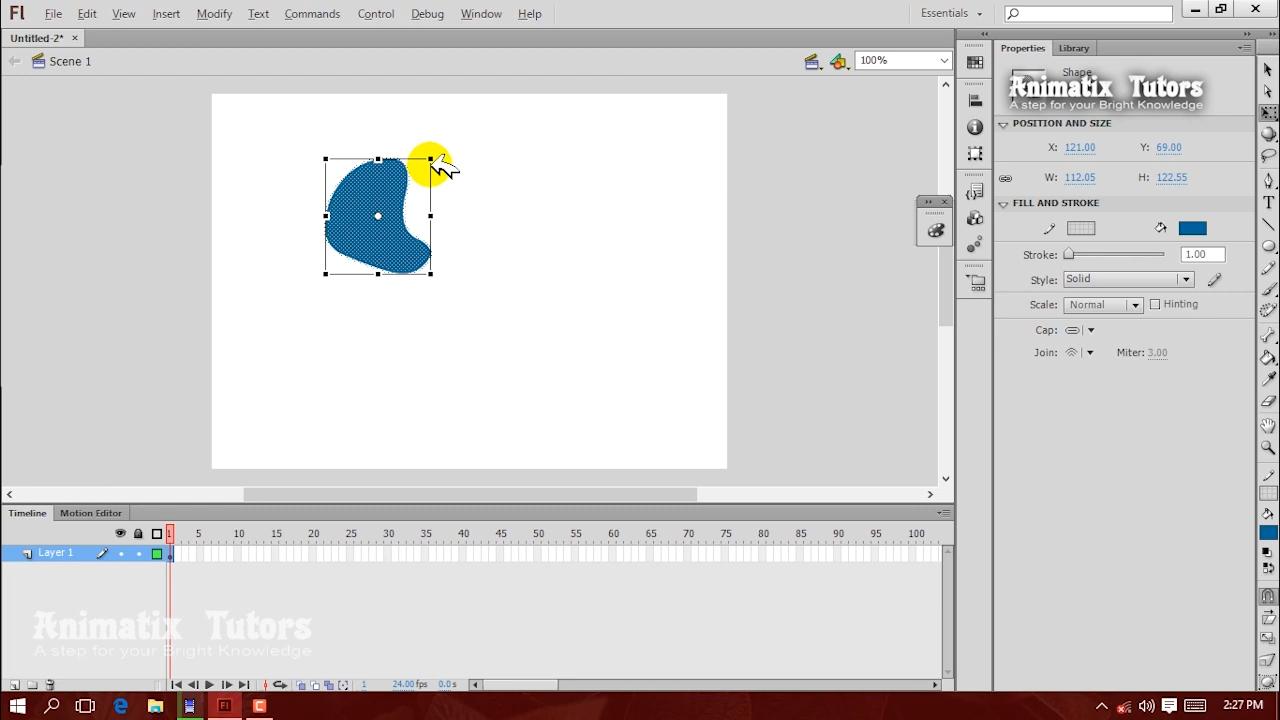 Fl File Edit View Insert Modify Text Commands Control Debug Window Help Essentials
Untitled-2* ×
Scene 1 100%
Properties Library
Shape
Animatix Tutors
A step for your Bright Knowledge
POSITION AND SIZE
X: 121.00 Y: 69.00
W: 112.05 H: 122.55
FILL AND STROKE
Stroke: 1.00
Style: Solid
Scale: Normal Hinting
Cap:
Join: Miter: 3.00
Timeline Motion Editor
1 5 10 15 20 25 30 35 40 45 50 55 60 65 70 75 80 85 90 95 100
Layer 1
Animatix Tutors
A step for your Bright Knowledge
1 24.00 fps 0.0 s
Fl 2:27 PM